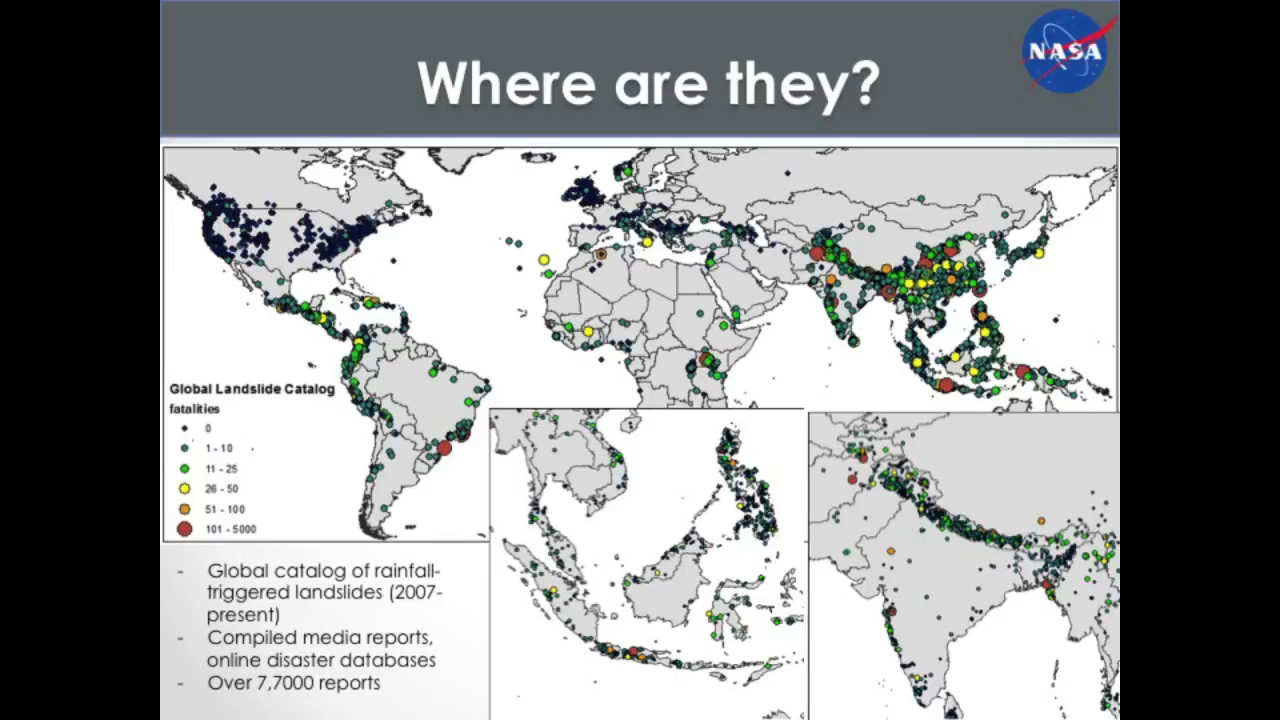 Where are they?
NASA
Global Landslide Catalog
fatalities
0
1 - 10
11 - 25
26 - 50
51 - 100
101 - 5000
- Global catalog of rainfall-
triggered landslides (2007-
present)
- Compiled media reports,
online disaster databases
- Over 7,7000 reports